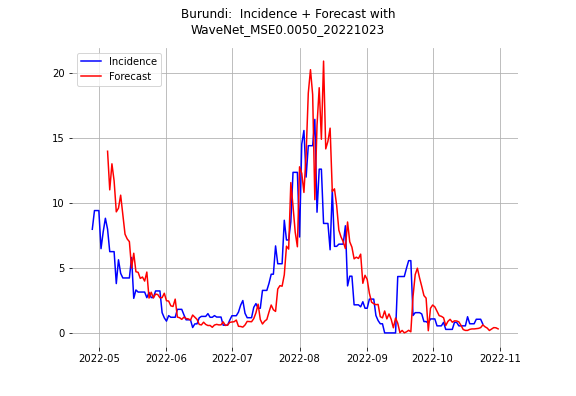 Burundi:  Incidence + Forecast with
WaveNet_MSE0.0050_20221023
Incidence
Forecast
20
15
10
5
0
2022-05 2022-06 2022-07 2022-08 2022-09 2022-10 2022-11